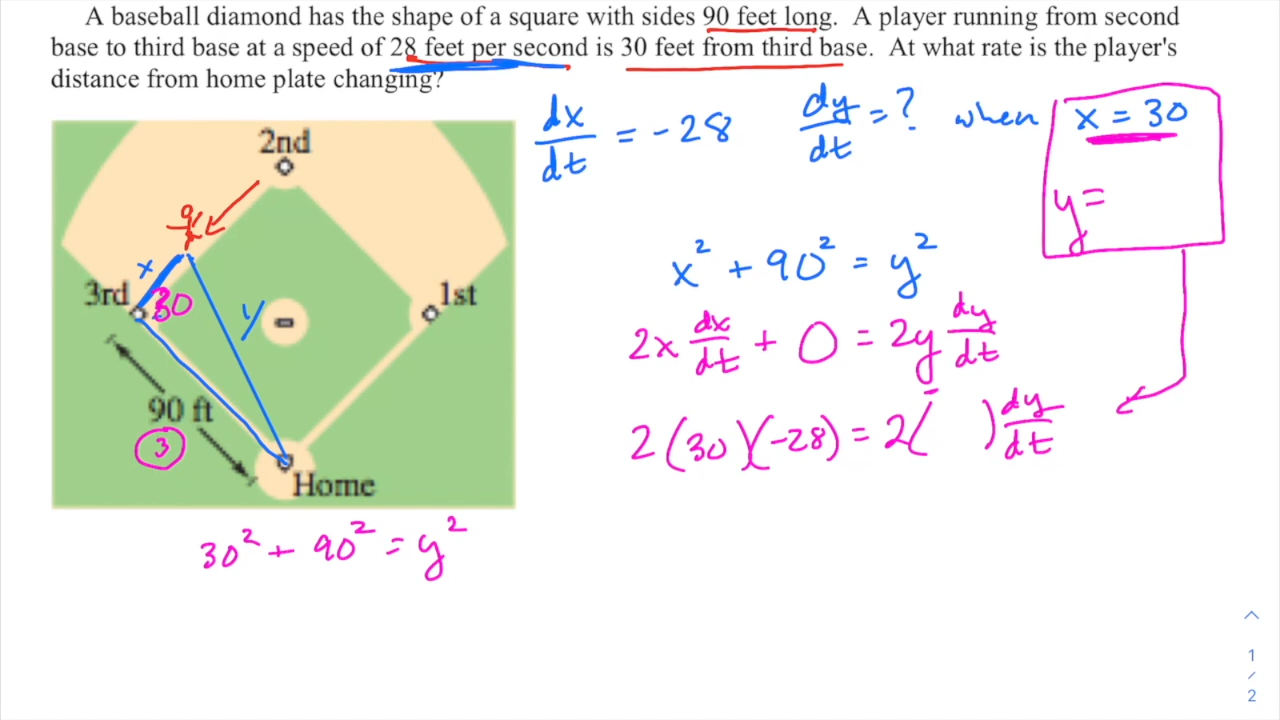 A baseball diamond has the shape of a square with sides 90 feet long. A player running from second
base to third base at a speed of 28 feet per second is 30 feet from third base. At what rate is the player's
distance from home plate changing?
dx/dt = -28 dy/dt = ? when x = 30
y =
2nd
x² + 90² = y²
x
3rd 30 y 1st
2x dx/dt + 0 = 2y dy/dt
90 ft
2(30)(-28) = 2( ) dy/dt
3
Home
30² + 90² = y²
1
/
2